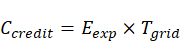 C_credit = E_exp × T_grid